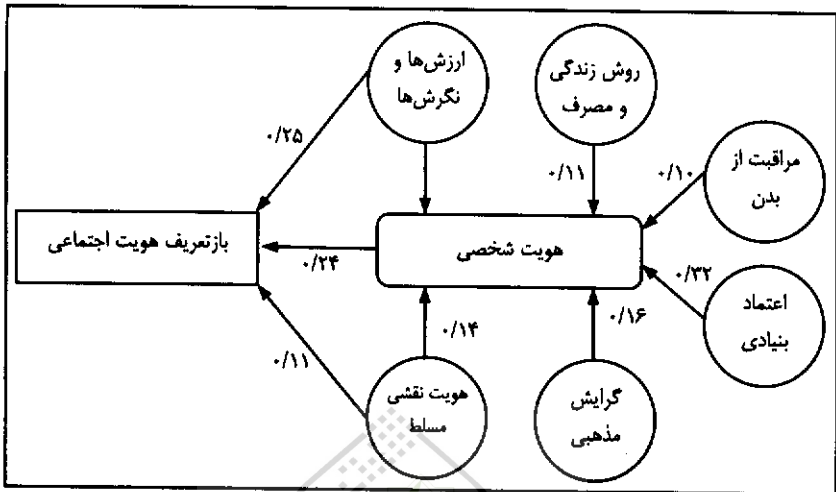 ارزش‌ها و
نگرش‌ها
روش زندگی
و مصرف
مراقبت از
بدن
۰/۲۵
۰/۱۱
۰/۱۰
بازتعریف هویت اجتماعی
۰/۲۴
هویت شخصی
۰/۳۲
اعتماد
بنیادی
۰/۱۱
۰/۱۴
۰/۱۶
هویت نقشی
مسلط
گرایش
مذهبی